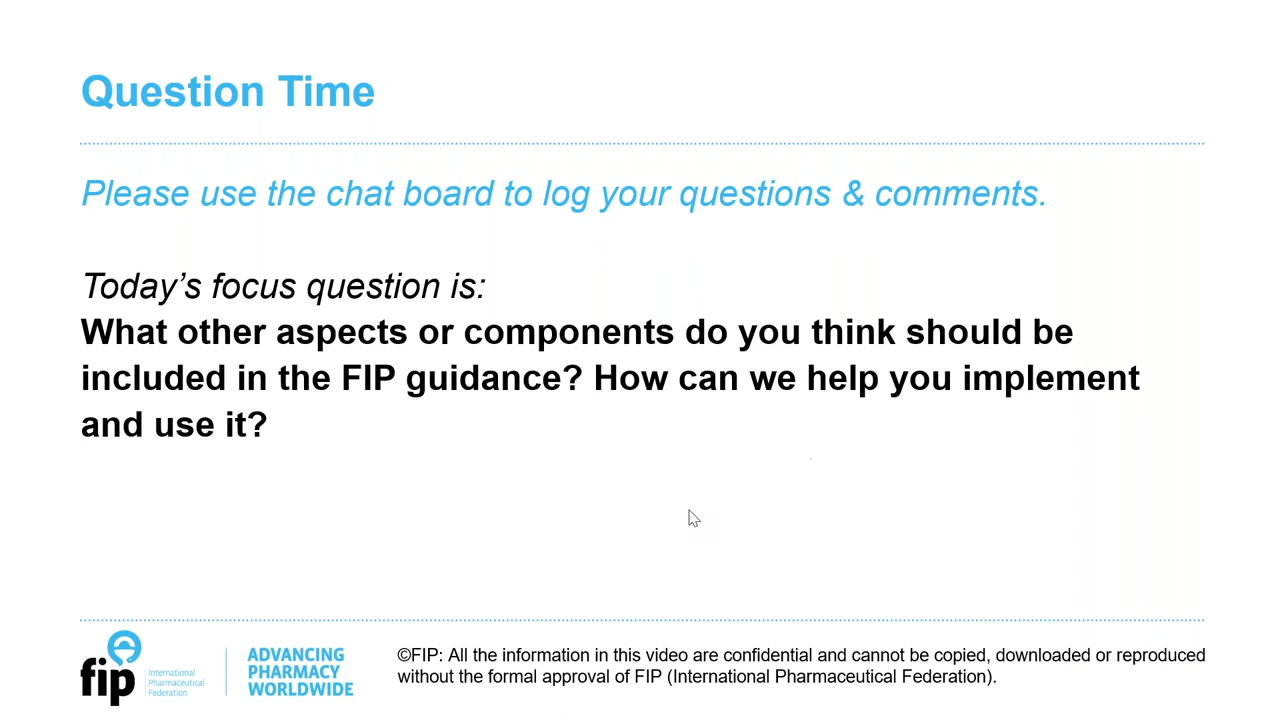 Question Time
Please use the chat board to log your questions & comments.
Today's focus question is:
What other aspects or components do you think should be
included in the FIP guidance? How can we help you implement
and use it?
fip
International
Pharmaceutical
Federation
ADVANCING
PHARMACY
WORLDWIDE
©FIP: All the information in this video are confidential and cannot be copied, downloaded or reproduced
without the formal approval of FIP (International Pharmaceutical Federation).